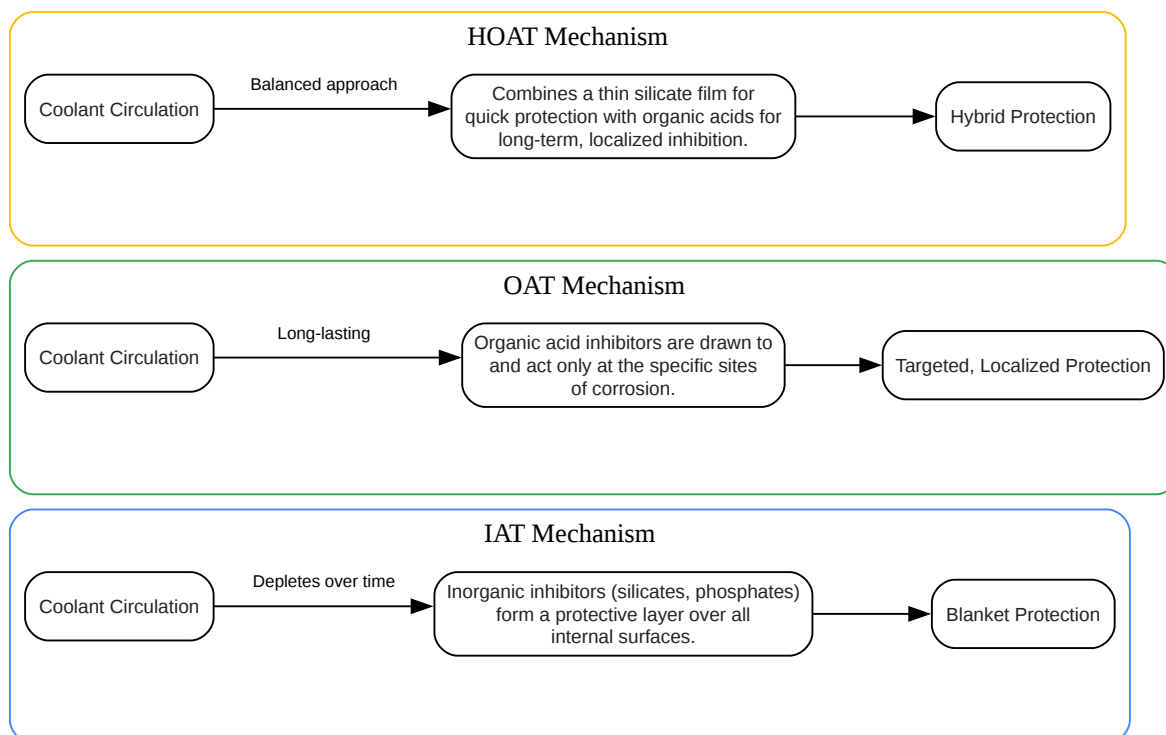 HOAT Mechanism
Coolant Circulation
Balanced approach
Combines a thin silicate film for
quick protection with organic acids for
long-term, localized inhibition.
Hybrid Protection
OAT Mechanism
Coolant Circulation
Long-lasting
Organic acid inhibitors are drawn to
and act only at the specific sites
of corrosion.
Targeted, Localized Protection
IAT Mechanism
Coolant Circulation
Depletes over time
Inorganic inhibitors (silicates, phosphates)
form a protective layer over all
internal surfaces.
Blanket Protection